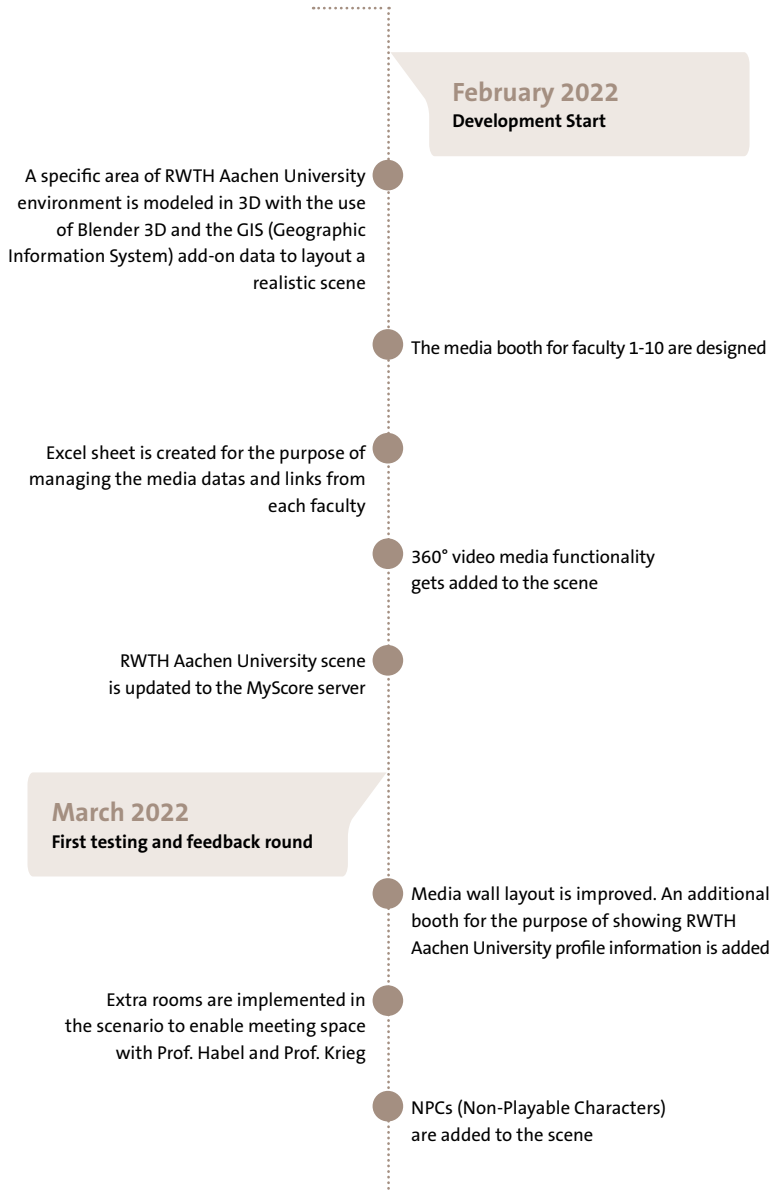 February 2022
Development Start
A specific area of RWTH Aachen University
environment is modeled in 3D with the use
of Blender 3D and the GIS (Geographic
Information System) add-on data to layout a
realistic scene
The media booth for faculty 1-10 are designed
Excel sheet is created for the purpose of
managing the media datas and links from
each faculty
360° video media functionality
gets added to the scene
RWTH Aachen University scene
is updated to the MyScore server
March 2022
First testing and feedback round
Media wall layout is improved. An additional
booth for the purpose of showing RWTH
Aachen University profile information is added
Extra rooms are implemented in
the scenario to enable meeting space
with Prof. Habel and Prof. Krieg
NPCs (Non-Playable Characters)
are added to the scene